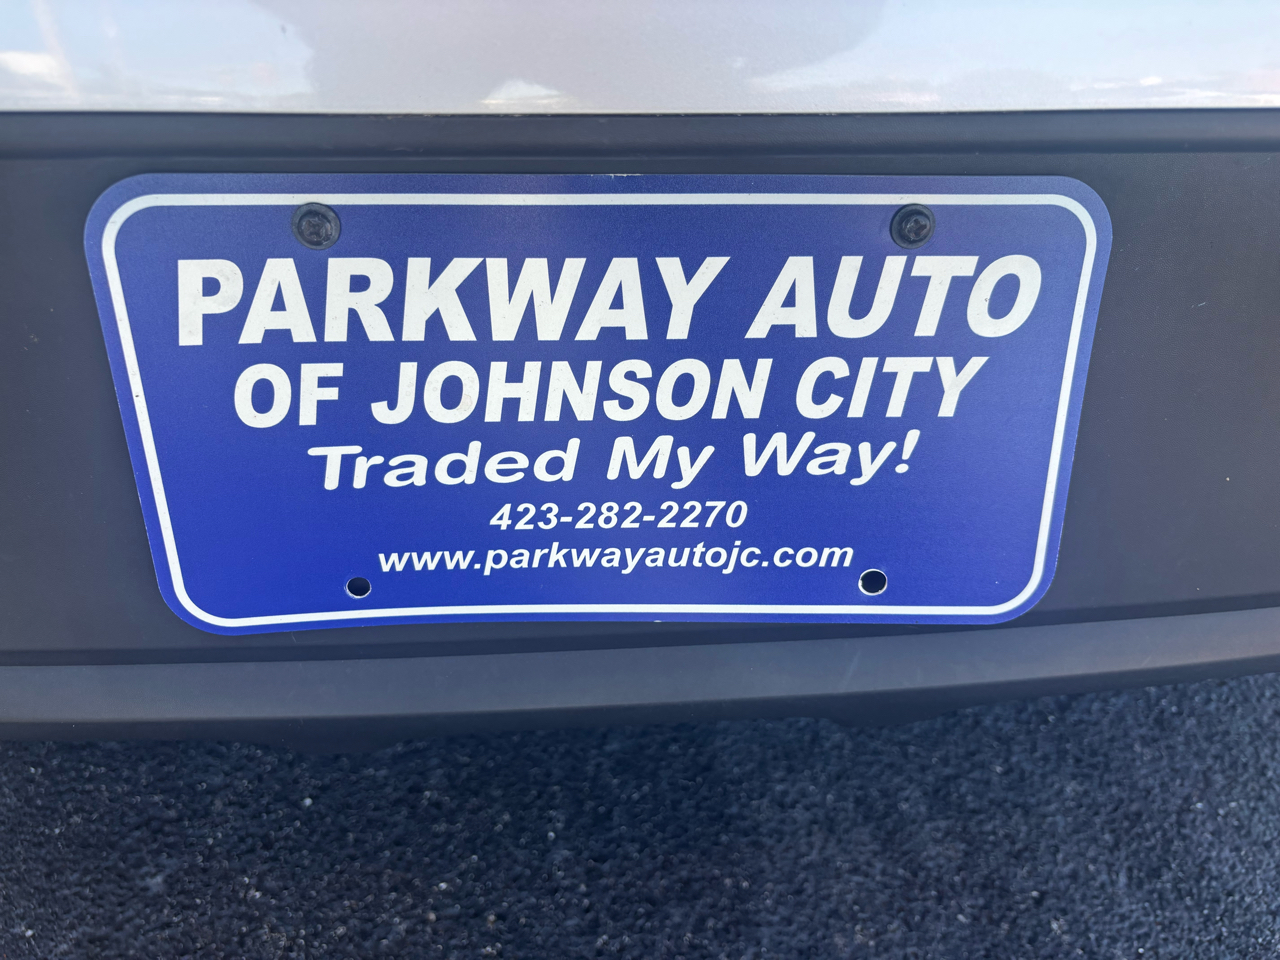 PARKWAY AUTO
OF JOHNSON CITY
Traded My Way!
423-282-2270
www.parkwayautojc.com